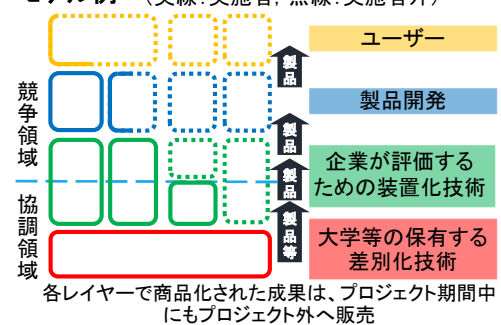 モデル例 (実線:実施者, 点線:実施者外)
ユーザー
製品
競争領域
製品開発
製品
企業が評価する
ための装置化技術
製品
協調領域
製品等
大学等の保有する
差別化技術
各レイヤーで商品化された成果は、プロジェクト期間中
にもプロジェクト外へ販売